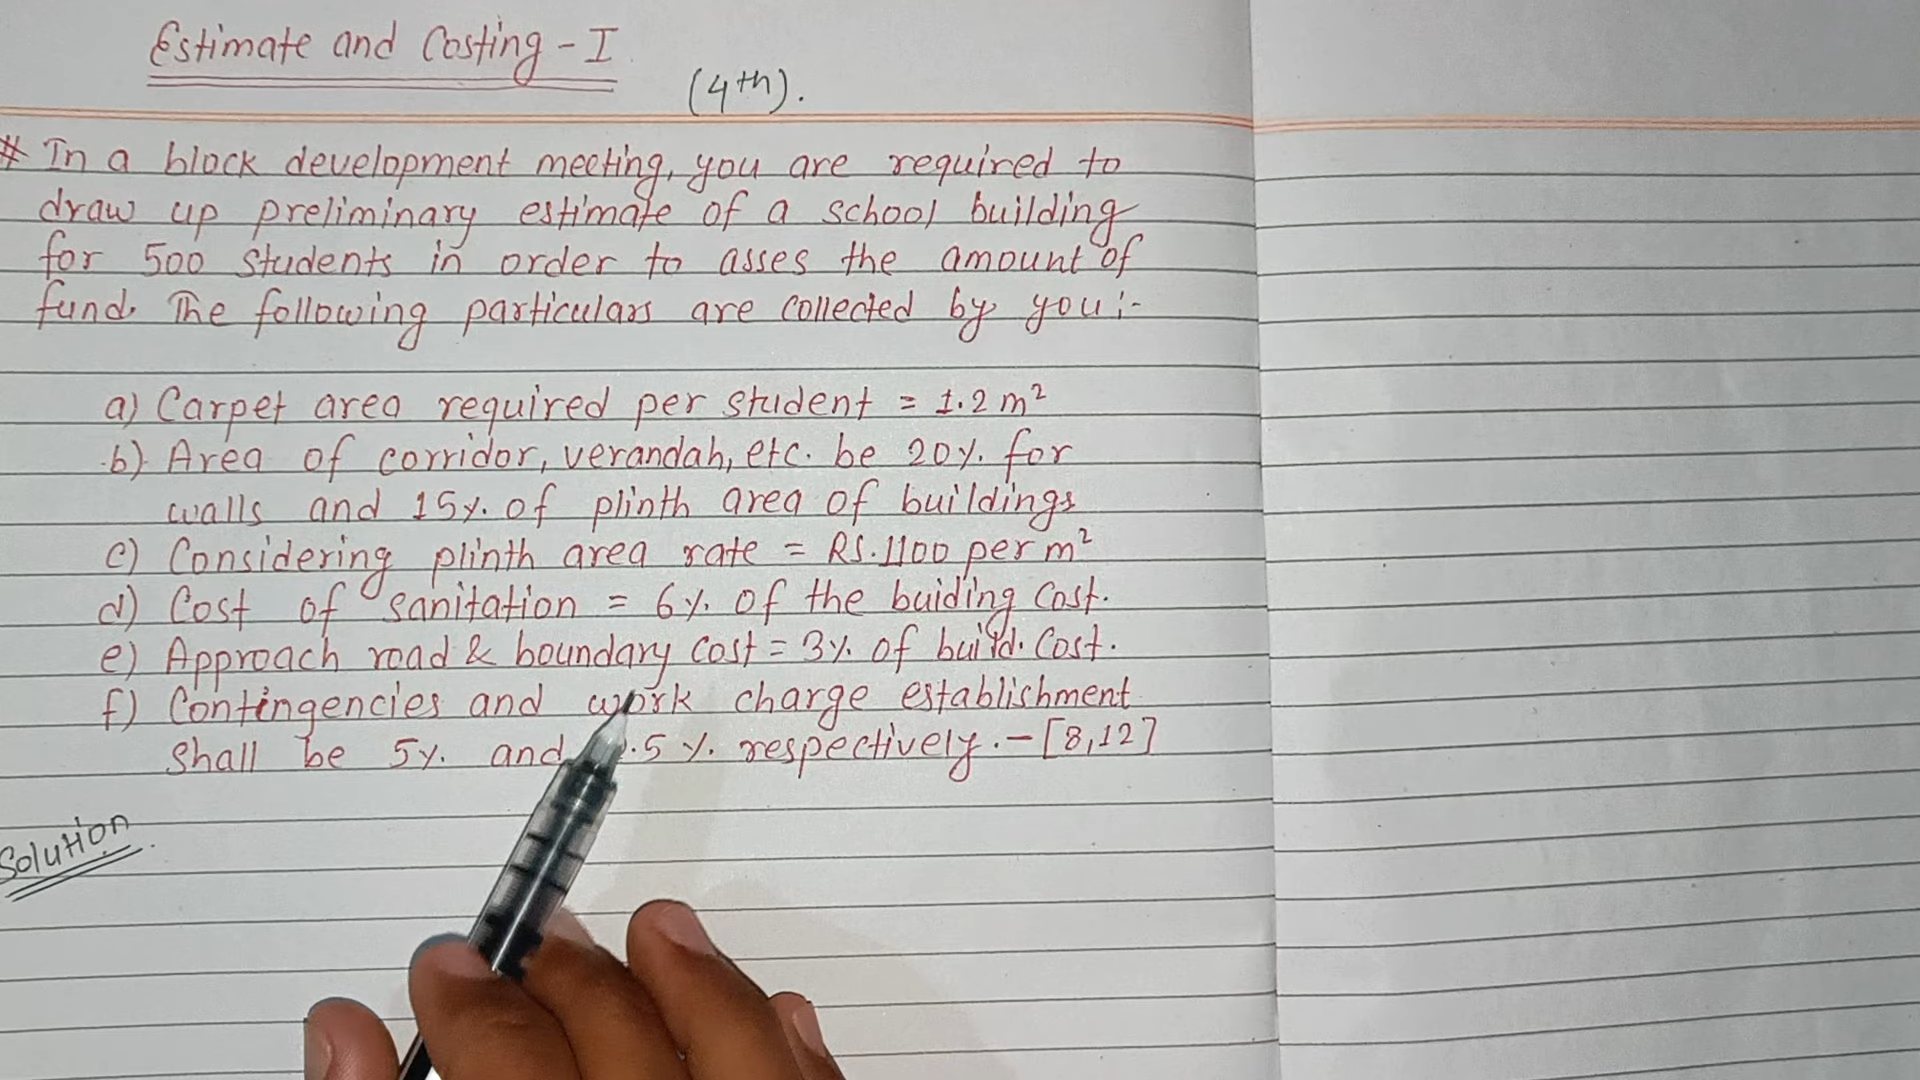 Estimate and Costing - I
(4th).
# In a block development meeting, you are required to
draw up preliminary estimate of a school building
for 500 students in order to asses the amount of
fund. The following particulars are collected by you :-
a) Carpet area required per student = 1.2 m²
b) Area of corridor, verandah, etc. be 20%. for
walls and 15%. of plinth area of buildings
c) Considering plinth area rate = RS. 1100 per m²
d) Cost of sanitation = 6%. of the buiding cost.
e) Approach road & boundary cost = 3%. of build. Cost.
f) Contingencies and work charge establishment
shall be 5%. and .5 %. respectively. - [8,12]
Solution